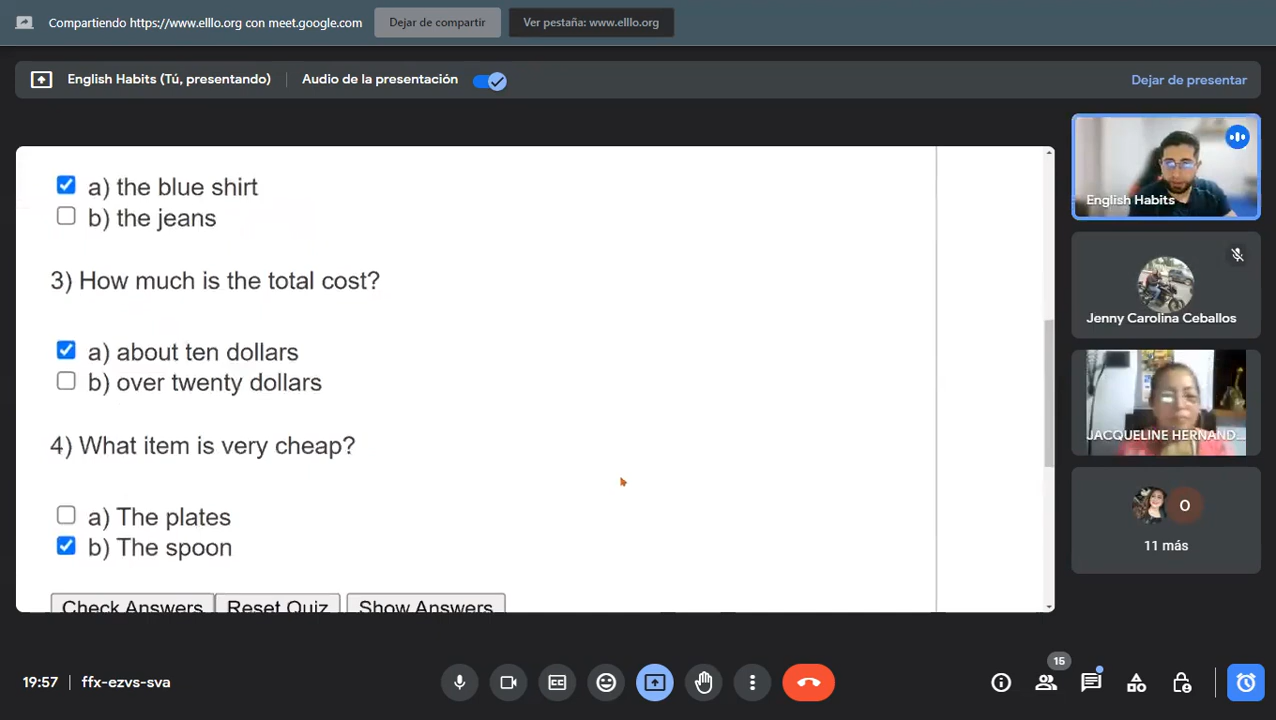 Compartiendo https://www.elllo.org con meet.google.com
Dejar de compartir
Ver pestaña: www.elllo.org
English Habits (Tú, presentando)
Audio de la presentación
Dejar de presentar
a) the blue shirt
b) the jeans
3) How much is the total cost?
a) about ten dollars
b) over twenty dollars
4) What item is very cheap?
a) The plates
b) The spoon
Check Answers
Reset Quiz
Show Answers
English Habits
Jenny Carolina Ceballos
JACQUELINE HERNAND...
O
11 más
19:57
ffx-ezvs-sva
CC
15